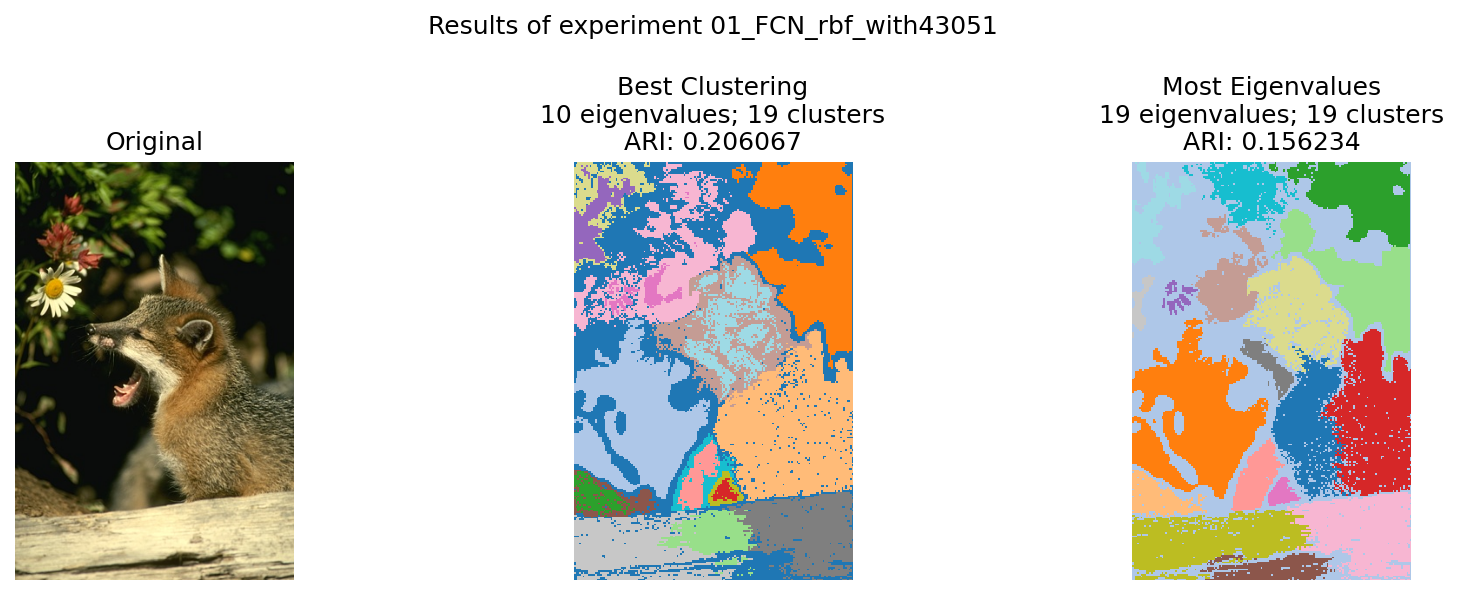 Results of experiment 01_FCN_rbf_with43051
Original
Best Clustering
10 eigenvalues; 19 clusters
ARI: 0.206067
Most Eigenvalues
19 eigenvalues; 19 clusters
ARI: 0.156234